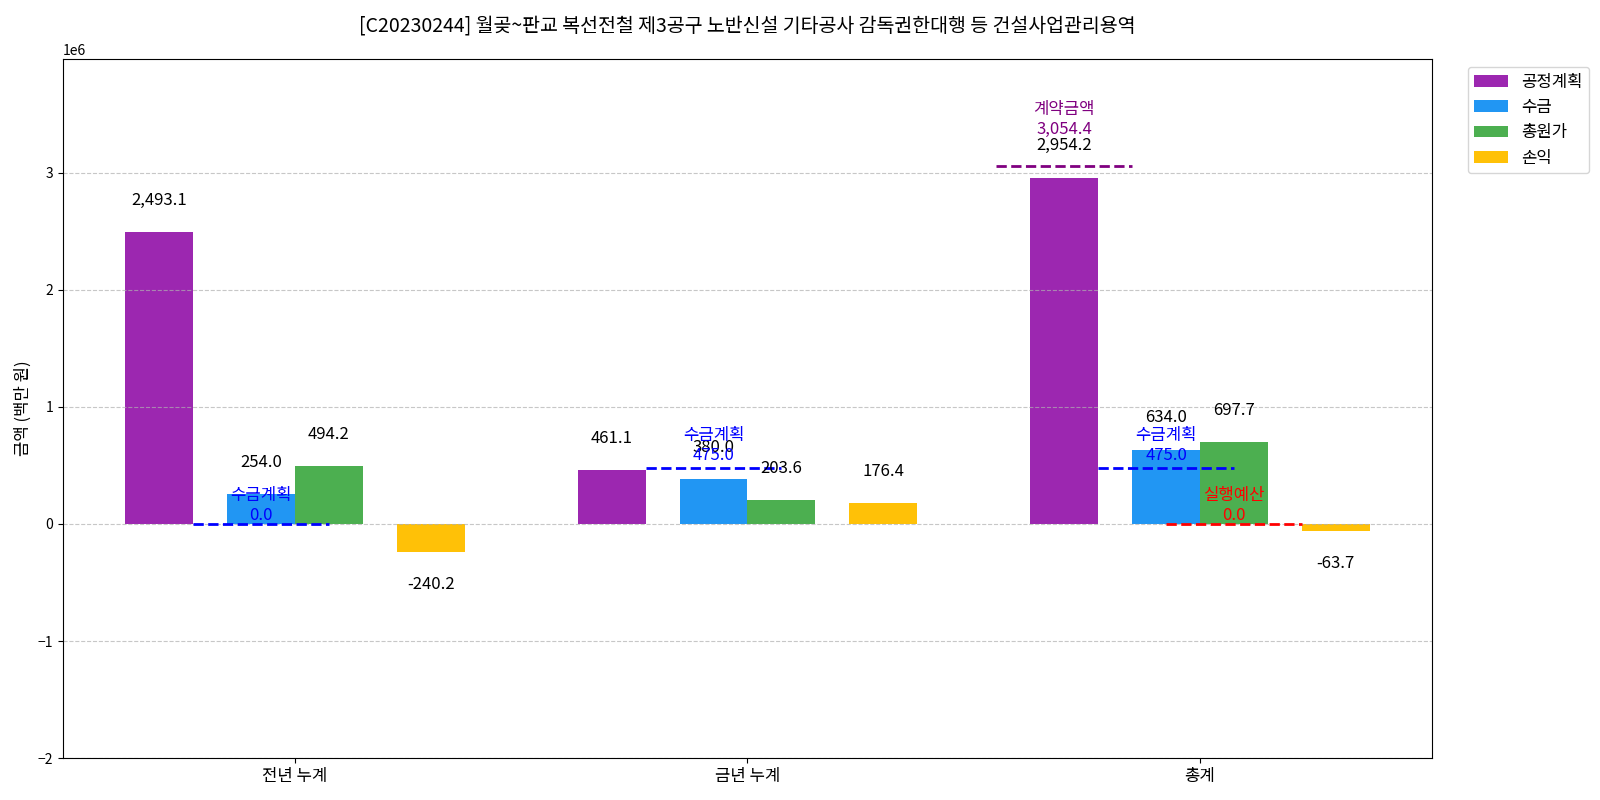 [C20230244] 월곶~판교 복선전철 제3공구 노반신설 기타공사 감독권한대행 등 건설사업관리용역
1e6
금액 (백만 원)
3
2
1
0
−1
−2
2,493.1
254.0
수금계획
0.0
494.2
-240.2
461.1
수금계획
380.0
475.0
203.6
176.4
계약금액
3,054.4
2,954.2
634.0
수금계획
475.0
697.7
실행예산
0.0
-63.7
전년 누계
금년 누계
총계
공정계획
수금
총원가
손익